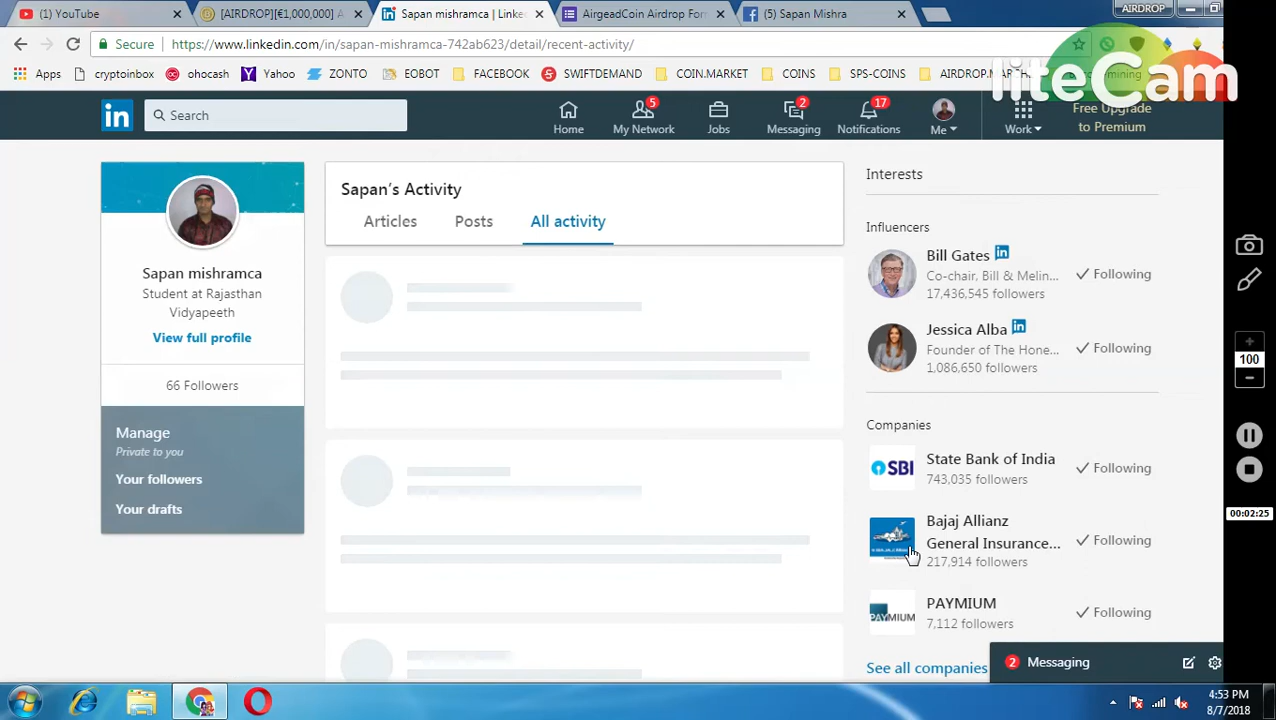 (1) YouTube
[AIRDROP][€1,000,000] A
Sapan mishramca | Linke
AirgeadCoin Airdrop For
(5) Sapan Mishra
AIRDROP
Secure
https://www.linkedin.com/in/sapan-mishramca-742ab623/detail/recent-activity/
Apps
cryptoinbox
ohocash
Yahoo
ZONTO
EOBOT
FACEBOOK
SWIFTDEMAND
COIN.MARKET
COINS
SPS-COINS
liteCam
Search
5
2
17
Home
My Network
Jobs
Messaging
Notifications
Me
Work
Free Upgrade
to Premium
Sapan mishramca
Student at Rajasthan
Vidyapeeth
View full profile
66 Followers
Manage
Private to you
Your followers
Your drafts
Sapan's Activity
Articles
Posts
All activity
Interests
Influencers
Bill Gates
Co-chair, Bill & Melin...
17,436,545 followers
Following
Jessica Alba
Founder of The Hone...
1,086,650 followers
Following
Companies
SBI
State Bank of India
743,035 followers
Following
Bajaj Allianz
General Insurance...
217,914 followers
Following
PAYMIUM
PAYMIUM
7,112 followers
Following
See all companies
2 Messaging
100
00:02:25
4:53 PM
8/7/2018